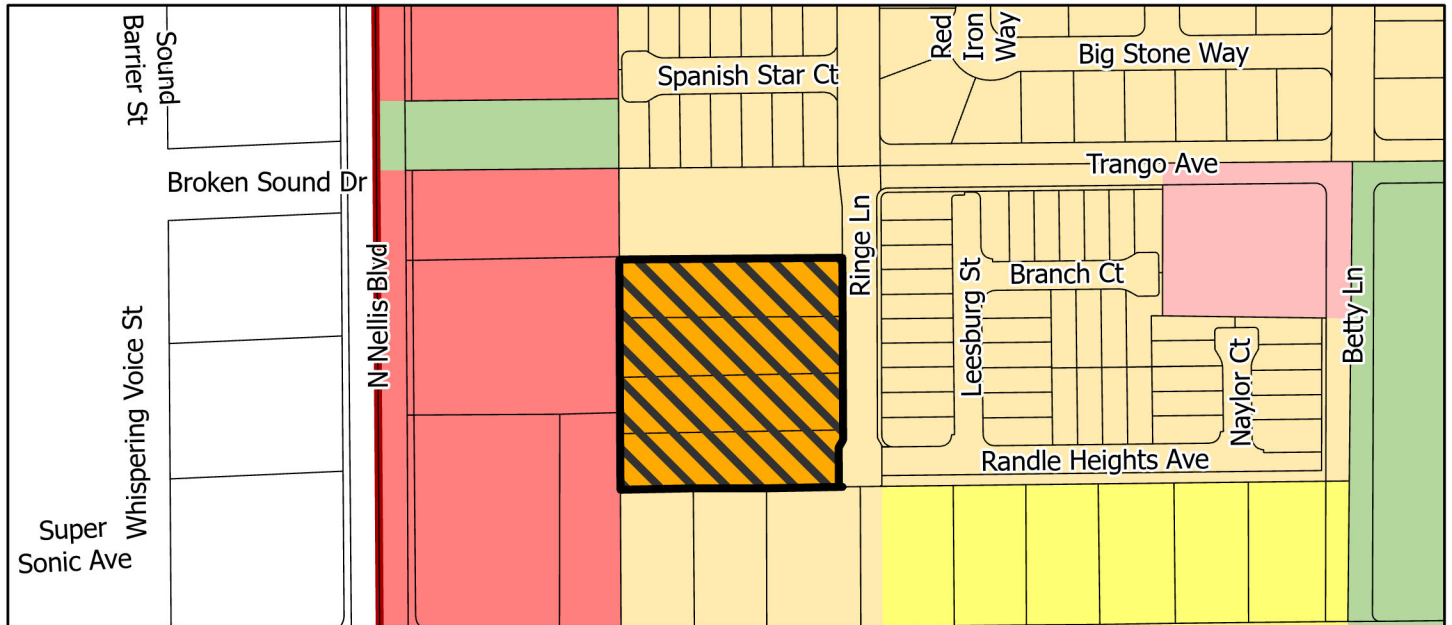 Sound
Barrier St
Broken Sound Dr
Whispering Voice St
Super
Sonic Ave
N Nellis Blvd
Spanish Star Ct
Red
Iron
Way
Big Stone Way
Trango Ave
Ringe Ln
Leesburg St
Branch Ct
Naylor Ct
Betty Ln
Randle Heights Ave